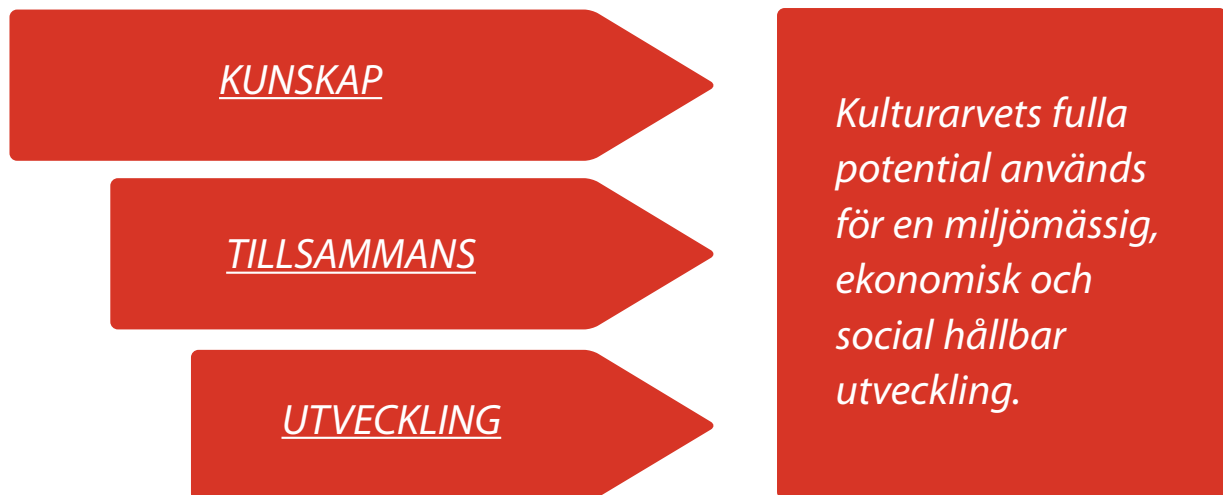 KUNSKAP
TILLSAMMANS
UTVECKLING
Kulturarvets fulla
potential används
för en miljömässig,
ekonomisk och
social hållbar
utveckling.